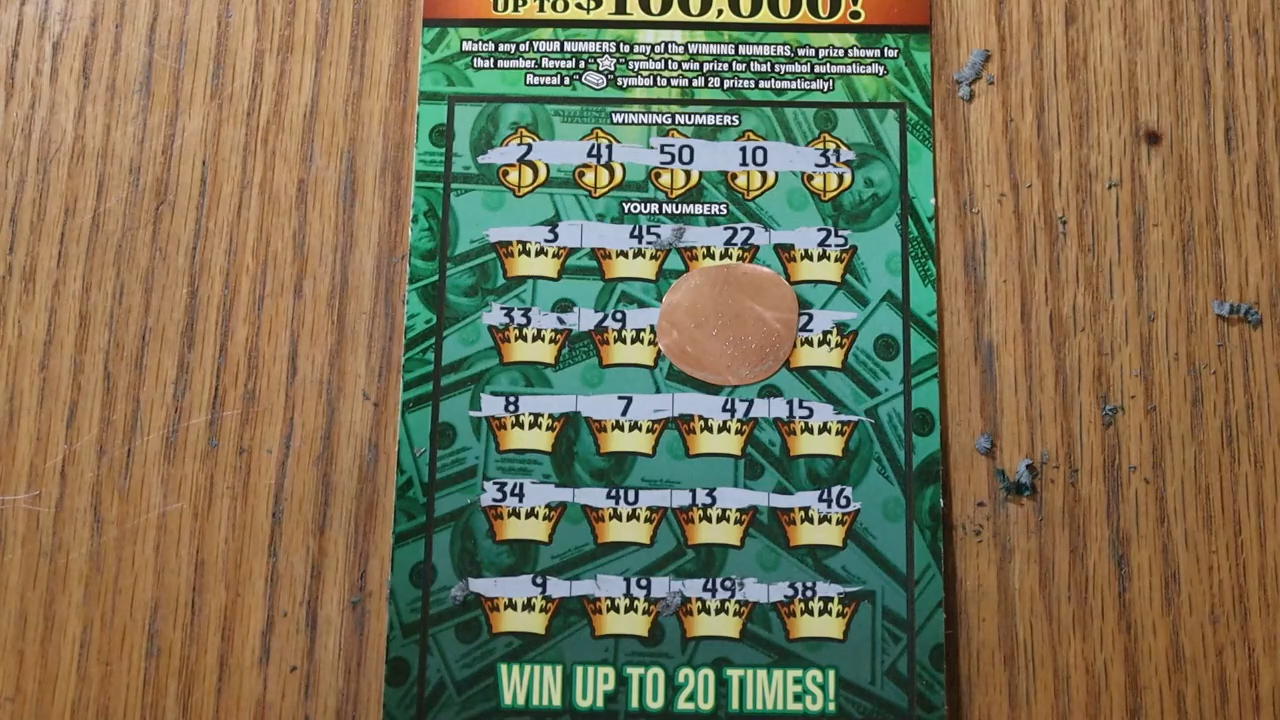 UP TO $100,000!
Match any of YOUR NUMBERS to any of the WINNING NUMBERS, win prize shown for
that number. Reveal a " " symbol to win prize for that symbol automatically.
Reveal a " " symbol to win all 20 prizes automatically!
WINNING NUMBERS
2 41 50 10 31
YOUR NUMBERS
3 45 22 25
33 29 2
8 7 47 15
34 40 13 46
9 19 49 38
WIN UP TO 20 TIMES!